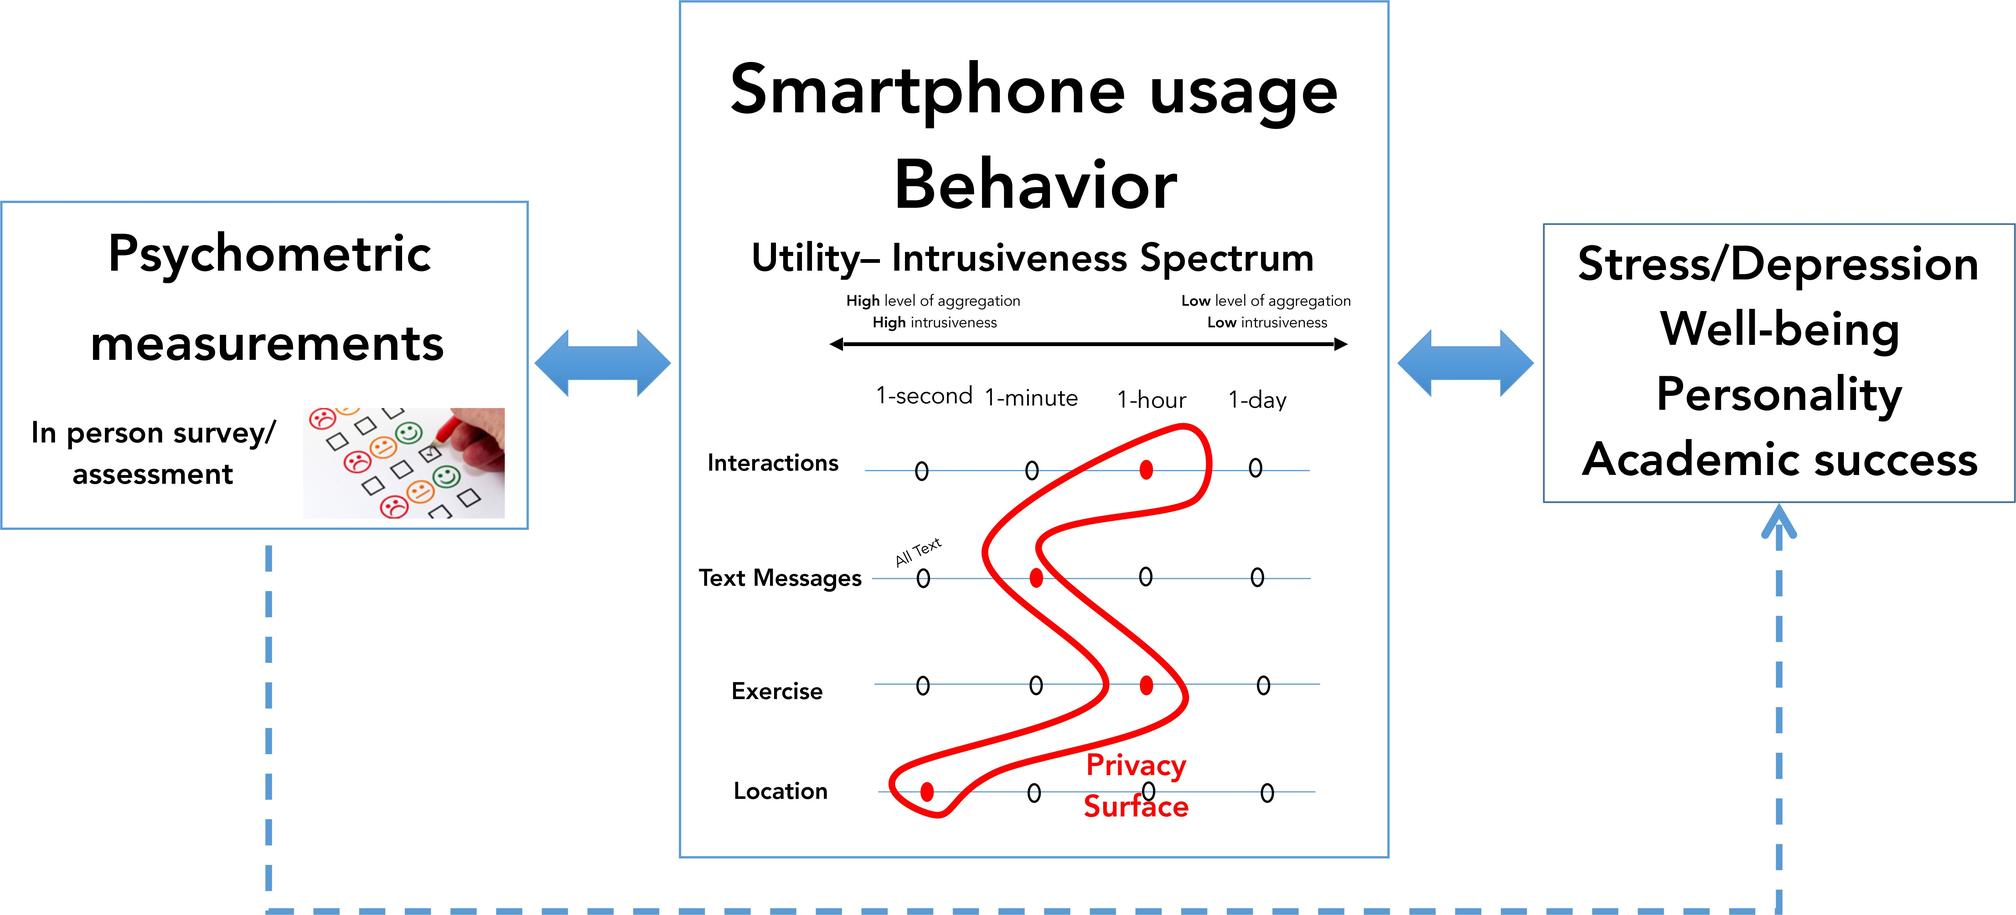 Psychometric
measurements
In person survey/
assessment
Smartphone usage
Behavior
Utility– Intrusiveness Spectrum
High level of aggregation
High intrusiveness
Low level of aggregation
Low intrusiveness
1-second 1-minute 1-hour 1-day
Interactions
All Text
Text Messages
Exercise
Location
Privacy
Surface
Stress/Depression
Well-being
Personality
Academic success